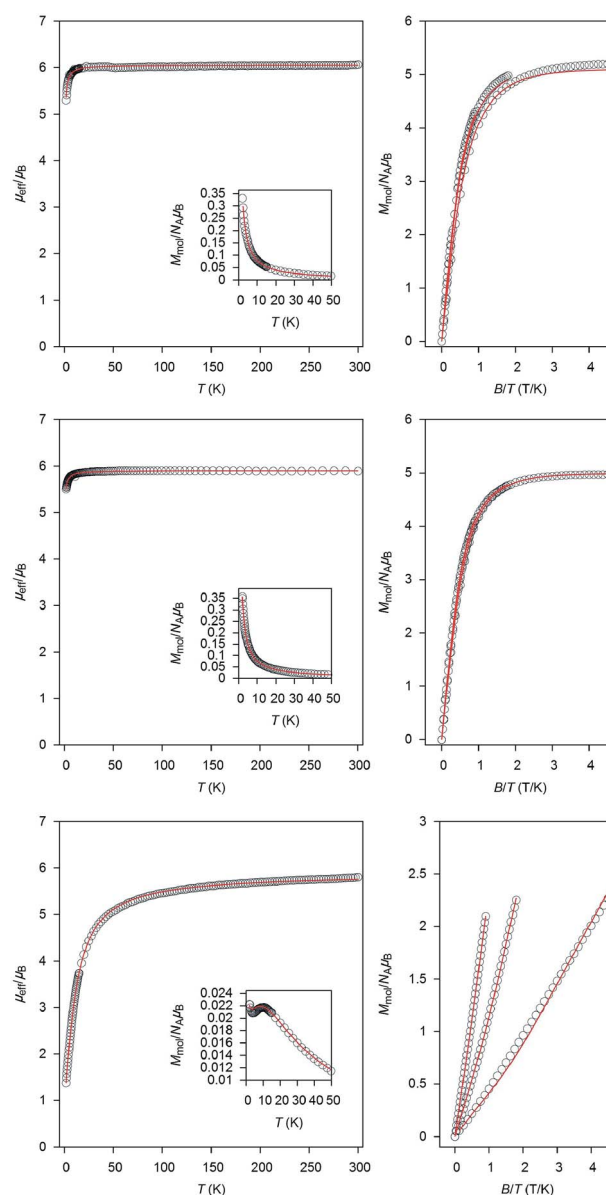 7
6
5
4
3
2
1
0
μeff/μB
0 50 100 150 200 250 300
T (K)
0.35
0.3
0.25
0.2
0.15
0.1
0.05
0
Mmol/NAμB
0 10 20 30 40 50
T (K)
6
5
4
3
2
1
0
Mmol/NAμB
0 1 2 3 4
B/T (T/K)
7
6
5
4
3
2
1
0
μeff/μB
0 50 100 150 200 250 300
T (K)
0.35
0.3
0.25
0.2
0.15
0.1
0.05
0
Mmol/NAμB
0 10 20 30 40 50
T (K)
6
5
4
3
2
1
0
Mmol/NAμB
0 1 2 3 4
B/T (T/K)
7
6
5
4
3
2
1
0
μeff/μB
0 50 100 150 200 250 300
T (K)
0.024
0.022
0.02
0.018
0.016
0.014
0.012
0.01
Mmol/NAμB
0 10 20 30 40 50
T (K)
3
2.5
2
1.5
1
0.5
0
Mmol/NAμB
0 1 2 3 4
B/T (T/K)